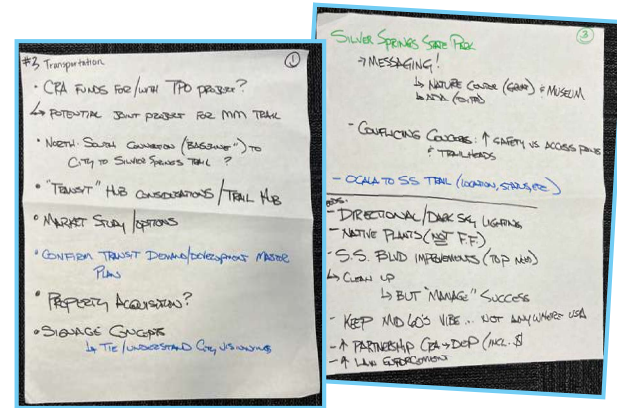 #3 Transportation ①
• CRA FUNDS FOR/WITH TPO PROJECT?
↳ POTENTIAL JOINT PROJECT FOR MM TRAIL
• NORTH-SOUTH CONNECTION ("BASELINE") TO
CITY TO SILVER SPRINGS TRAIL ?
• "TRANSIT" HUB CONSIDERATIONS/TRAIL HUB
• MARKET STUDY/OPTIONS
• CONFIRM TRANSIT DEMAND/DEVELOPMENT MASTER
PLAN
• PROPERTY ACQUISITION?
• SIGNAGE CONCEPTS
↳ TIE/UNDERSTAND CITY VISIONING
SILVER SPRINGS STATE PARK ③
→ MESSAGING!
↳ NATURE CENTER (GREAT) & MUSEUM
↳ ADA
- CONFLICTING CONCERNS: ↑ SAFETY VS ACCESS POINTS
& TRAILHEADS
- OCALA TO SS TRAIL (LOCATION, STATUS, ETC)
- DIRECTIONAL/DARK SKY LIGHTING
- NATIVE PLANTS (NOT F.F.)
- S.S. BLVD IMPROVEMENTS (TOP NEED)
↳ CLEAN UP
↳ BUT "MANAGE" SUCCESS
- KEEP MID 60'S VIBE... NOT ANYWHERE USA
- ↑ PARTNERSHIP CRA → DEP (INCL. $)
- ↑ LAW ENFORCEMENT